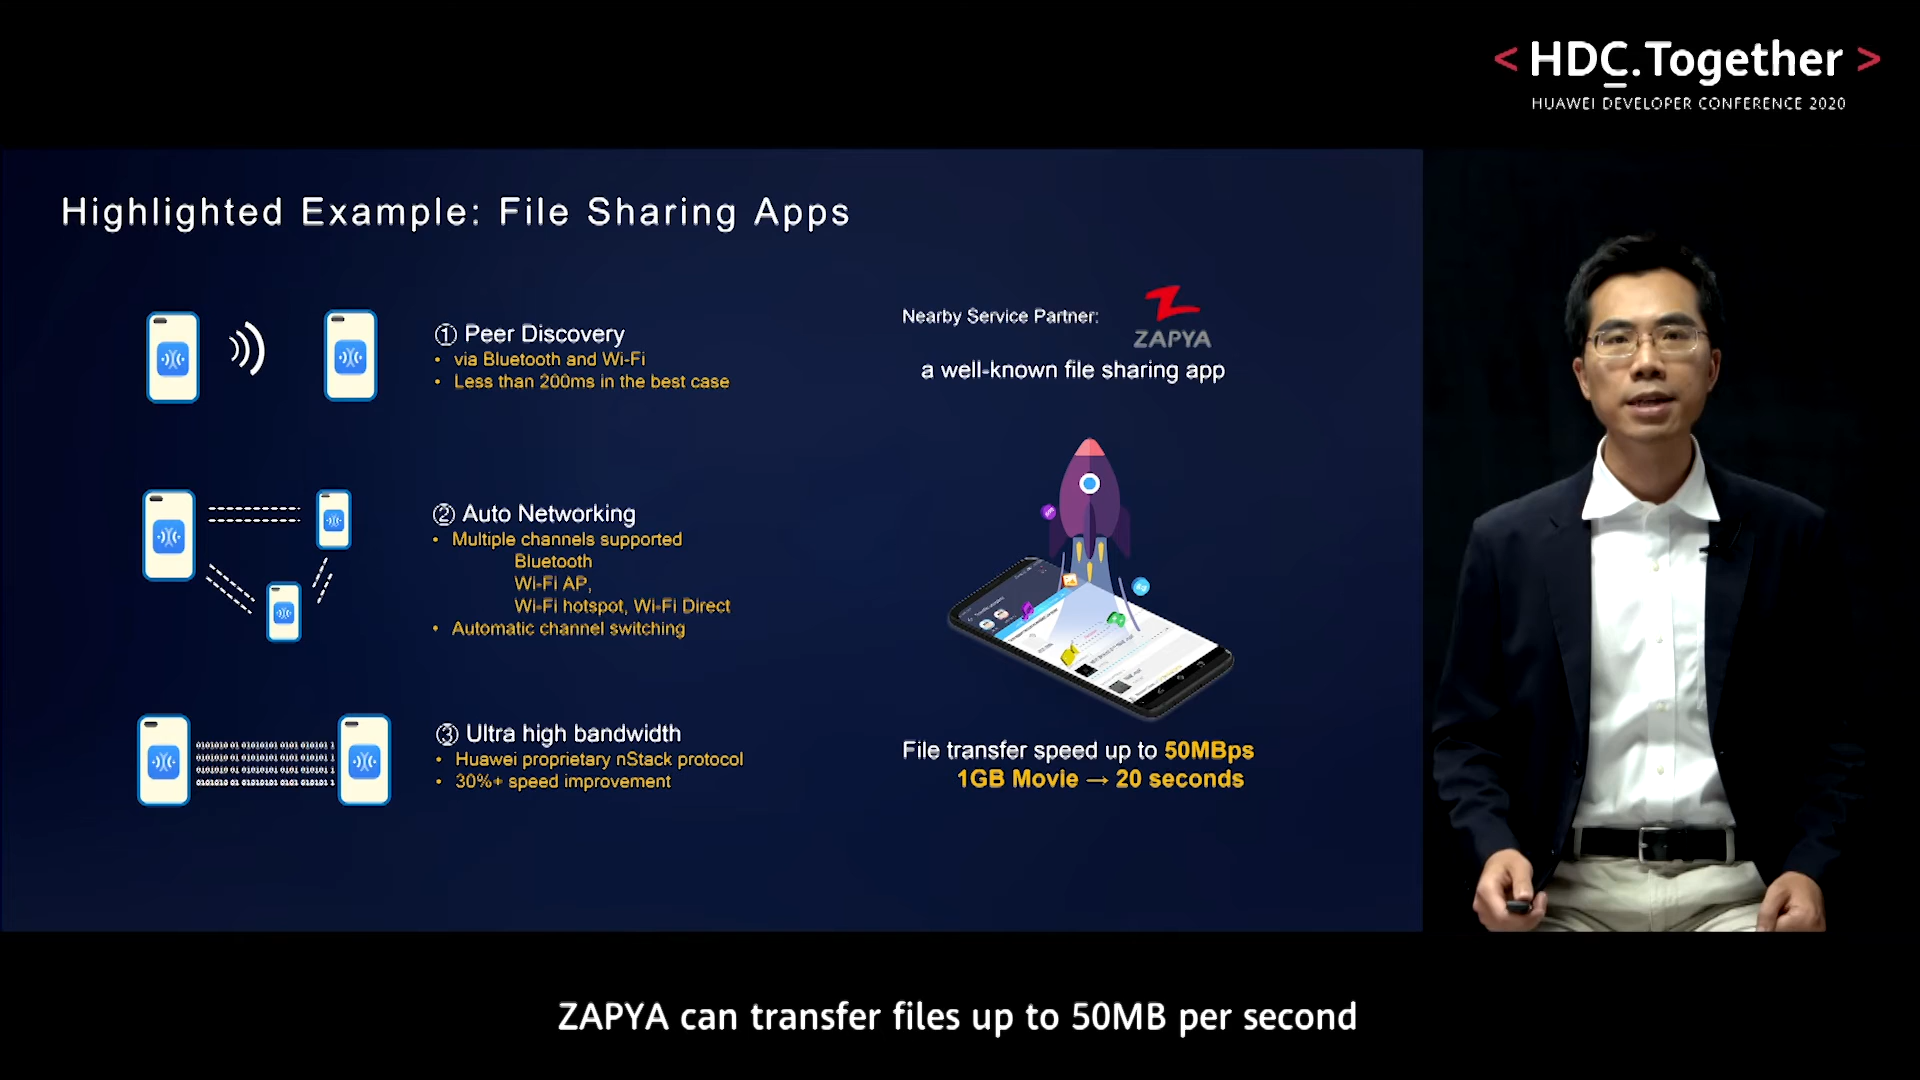 < HDC.Together >
HUAWEI DEVELOPER CONFERENCE 2020
Highlighted Example: File Sharing Apps
① Peer Discovery
• via Bluetooth and Wi-Fi
• Less than 200ms in the best case
② Auto Networking
• Multiple channels supported
Bluetooth
Wi-Fi AP,
Wi-Fi hotspot, Wi-Fi Direct
• Automatic channel switching
③ Ultra high bandwidth
• Huawei proprietary nStack protocol
• 30%+ speed improvement
Nearby Service Partner:
ZAPYA
a well-known file sharing app
File transfer speed up to 50MBps
1GB Movie → 20 seconds
ZAPYA can transfer files up to 50MB per second